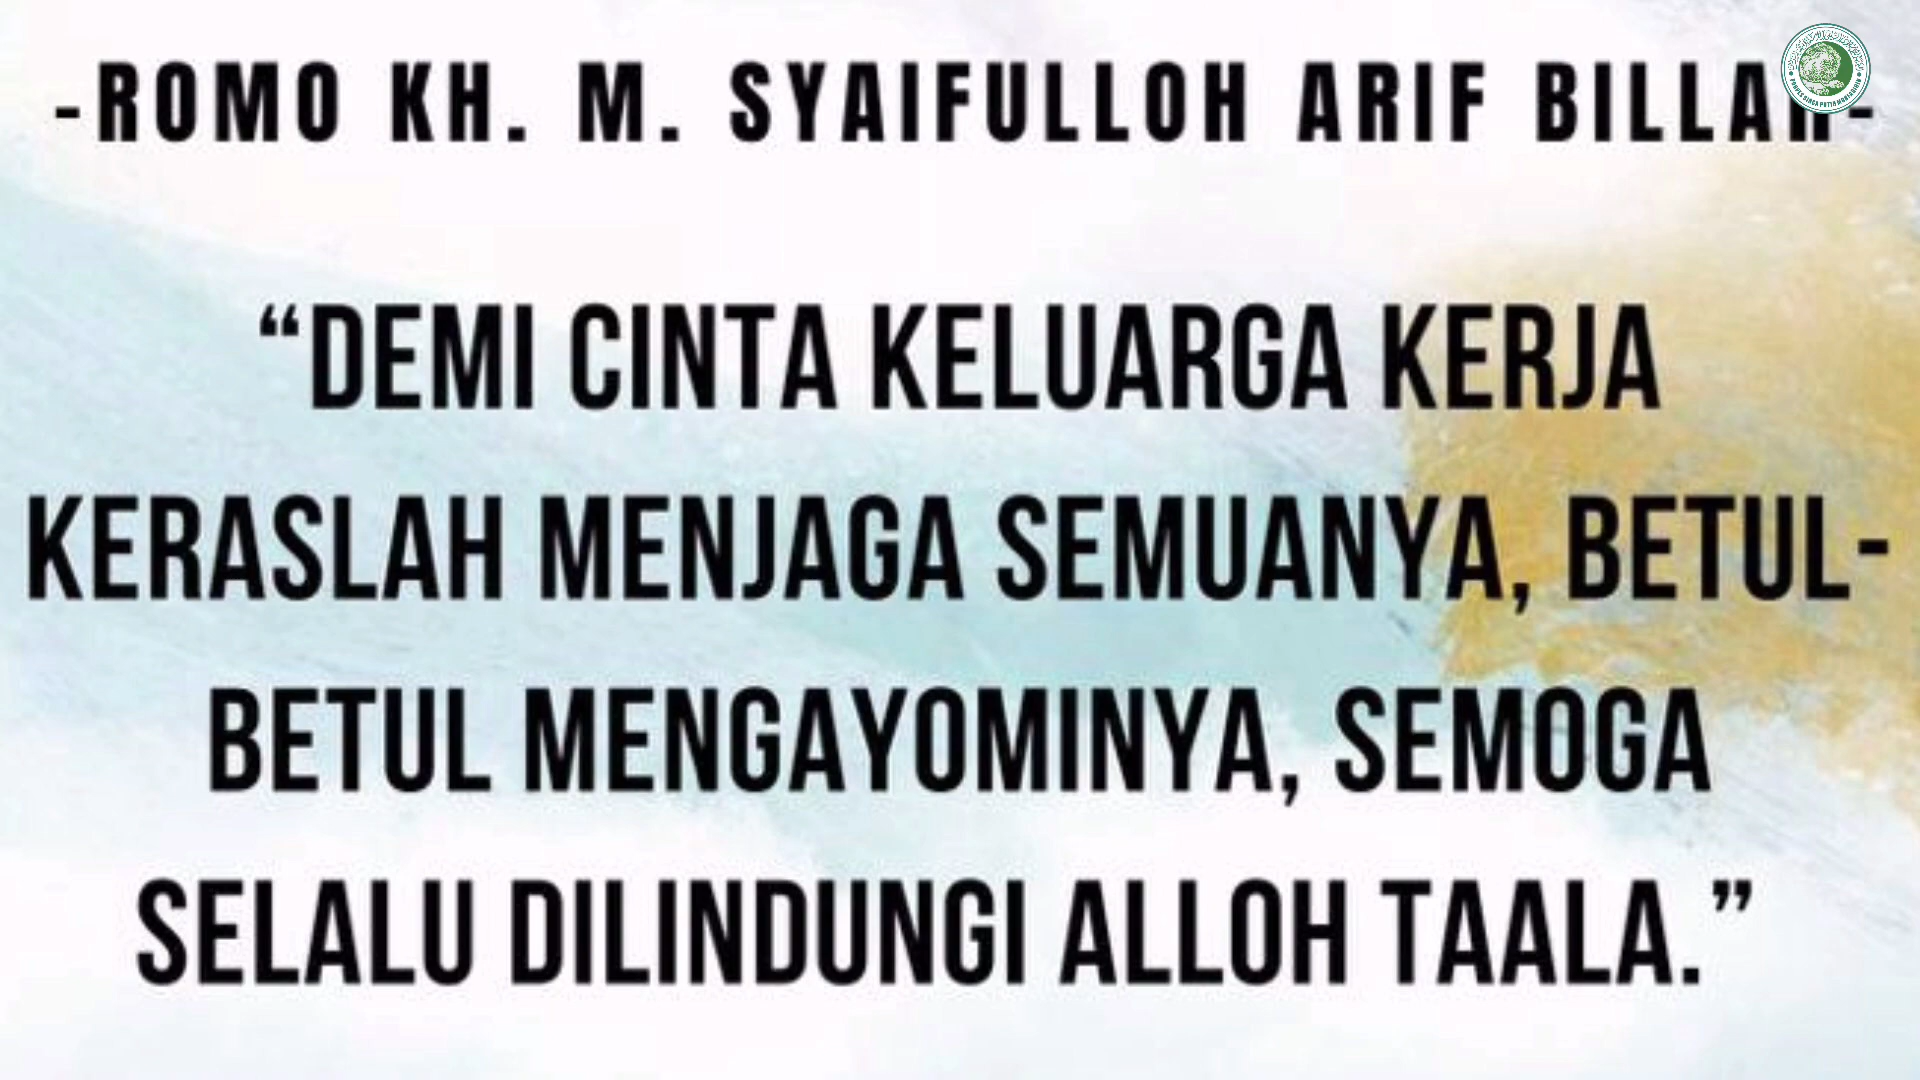 -ROMO KH. M. SYAIFULLOH ARIF BILLAH-
“DEMI CINTA KELUARGA KERJA
KERASLAH MENJAGA SEMUANYA, BETUL-
BETUL MENGAYOMINYA, SEMOGA
SELALU DILINDUNGI ALLOH TAALA.”